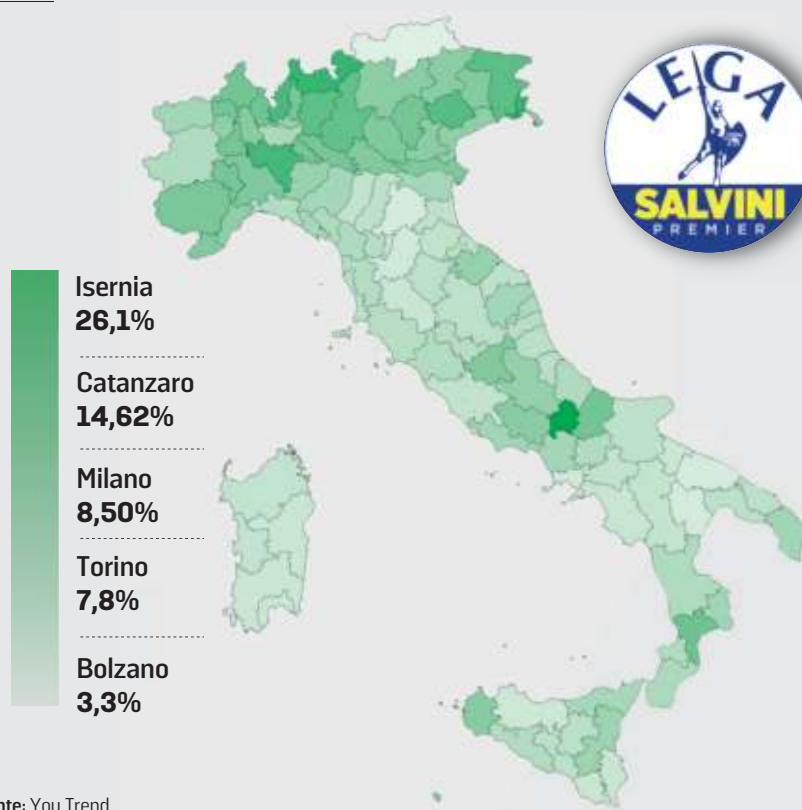 LEGA
SALVINI
PREMIER
Isernia
26,1%
Catanzaro
14,62%
Milano
8,50%
Torino
7,8%
Bolzano
3,3%
nte: You Trend